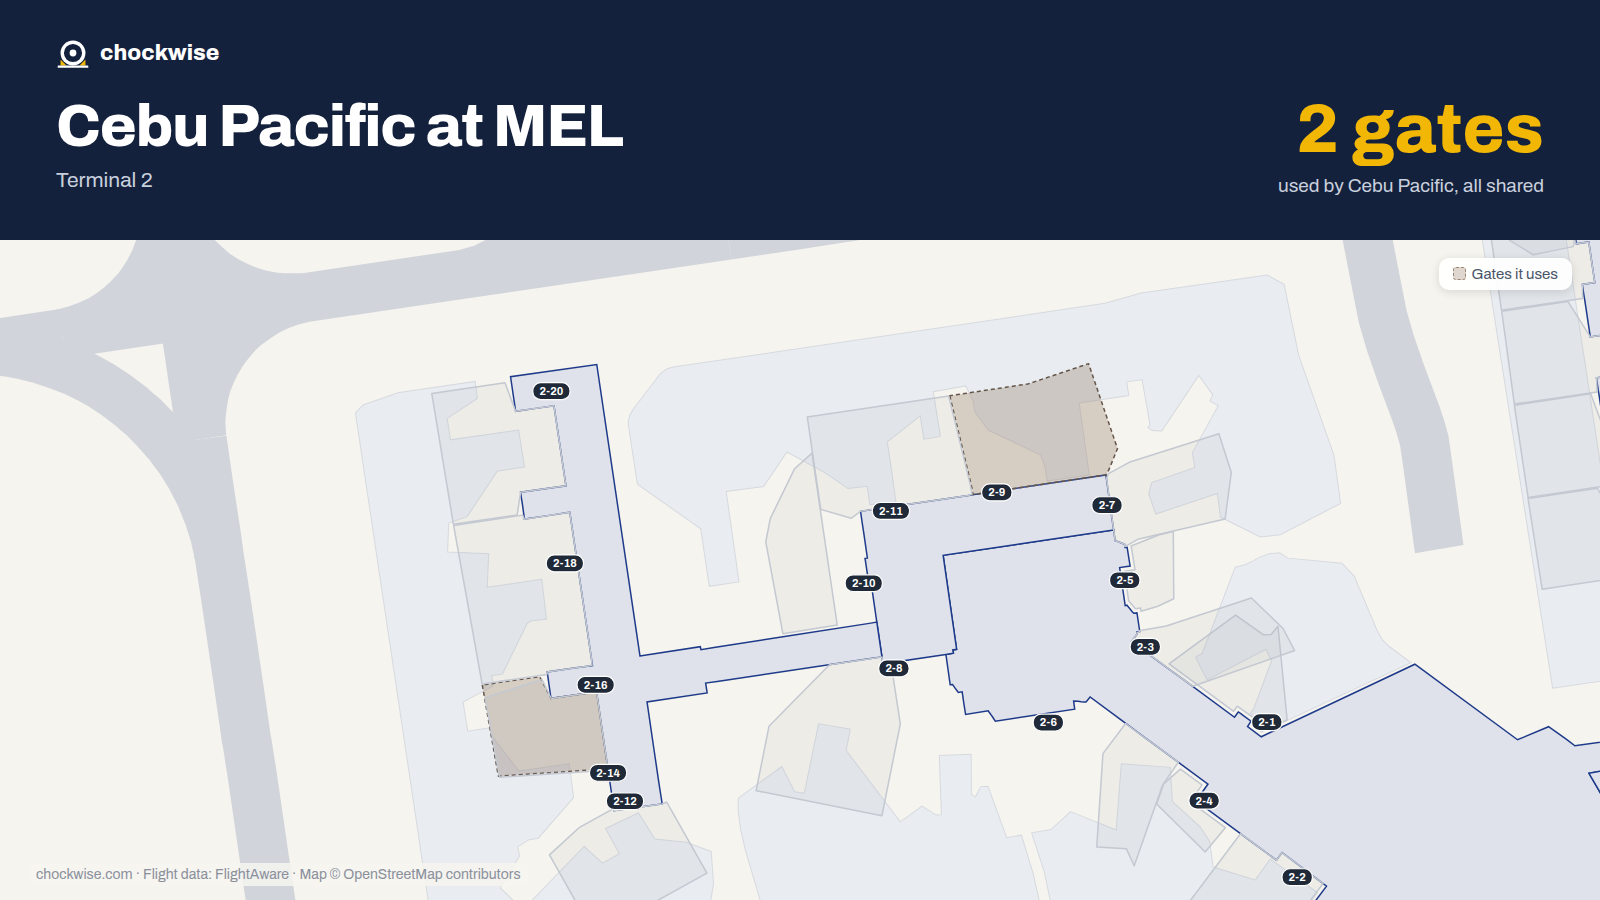 chockwise
Cebu Pacific at MEL
Terminal 2
2 gates
used by Cebu Pacific, all shared
Gates it uses
2-20
2-9
2-7
2-11
2-18
2-5
2-10
2-3
2-8
2-16
2-6
2-1
2-14
2-12
2-4
2-2
chockwise.com · Flight data: FlightAware · Map © OpenStreetMap contributors